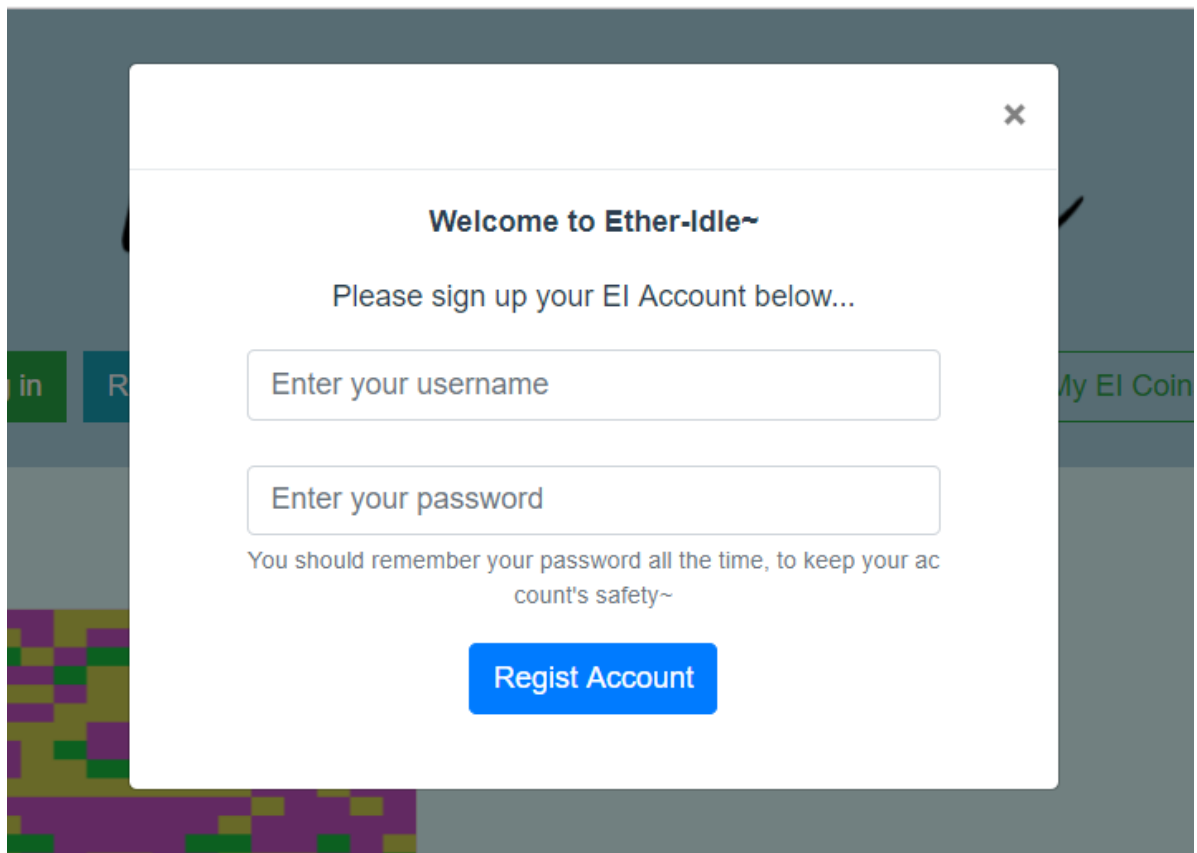 Welcome to Ether-Idle~
Please sign up your EI Account below...
in
R
My EI Coin
Enter your username
Enter your password
You should remember your password all the time, to keep your ac
count's safety~
Regist Account